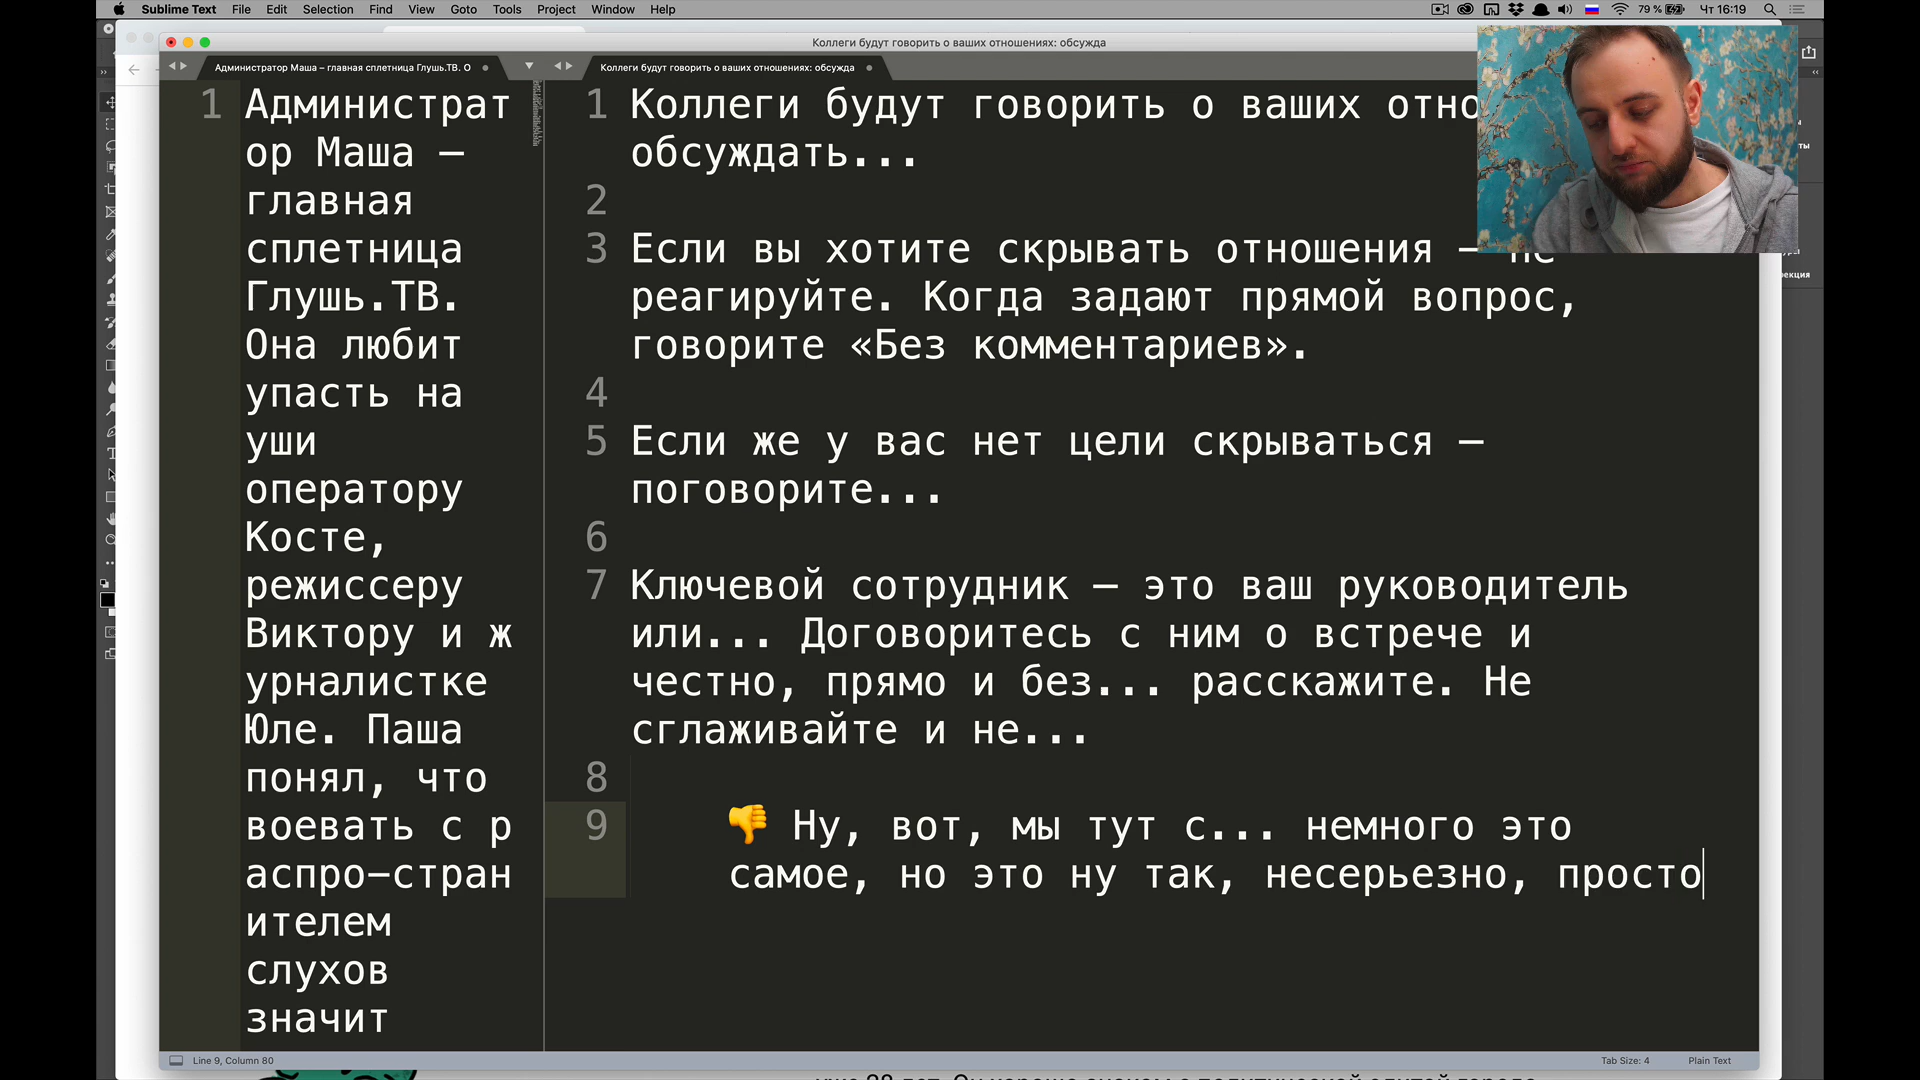 Sublime Text File Edit Selection Find View Goto Tools Project Window Help 79 % Чт 16:19
Коллеги будут говорить о ваших отношениях: обсужда
Администратор Маша – главная сплетница Глушь.ТВ. О
Коллеги будут говорить о ваших отношениях: обсужда
1
Администрат
ор Маша –
главная
сплетница
Глушь.ТВ.
Она любит
упасть на
уши
оператору
Косте,
режиссеру
Виктору и ж
урналистке
Юле. Паша
понял, что
воевать с р
аспро–стран
ителем
слухов
значит
1 Коллеги будут говорить о ваших отно
обсуждать...
2
3 Если вы хотите скрывать отношения – не
реагируйте. Когда задают прямой вопрос,
говорите «Без комментариев».
4
5 Если же у вас нет цели скрываться –
поговорите...
6
7 Ключевой сотрудник – это ваш руководитель
или... Договоритесь с ним о встрече и
честно, прямо и без... расскажите. Не
сглаживайте и не...
8
9 👎 Ну, вот, мы тут с... немного это
самое, но это ну так, несерьезно, просто
Line 9, Column 80
Tab Size: 4 Plain Text